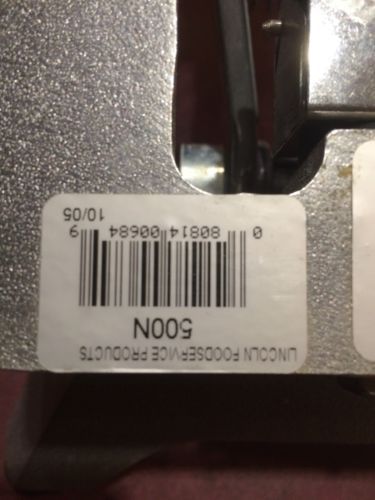 LINCOLN FOODSERVICE PRODUCTS
500N
0 80814 00684 9
10/05